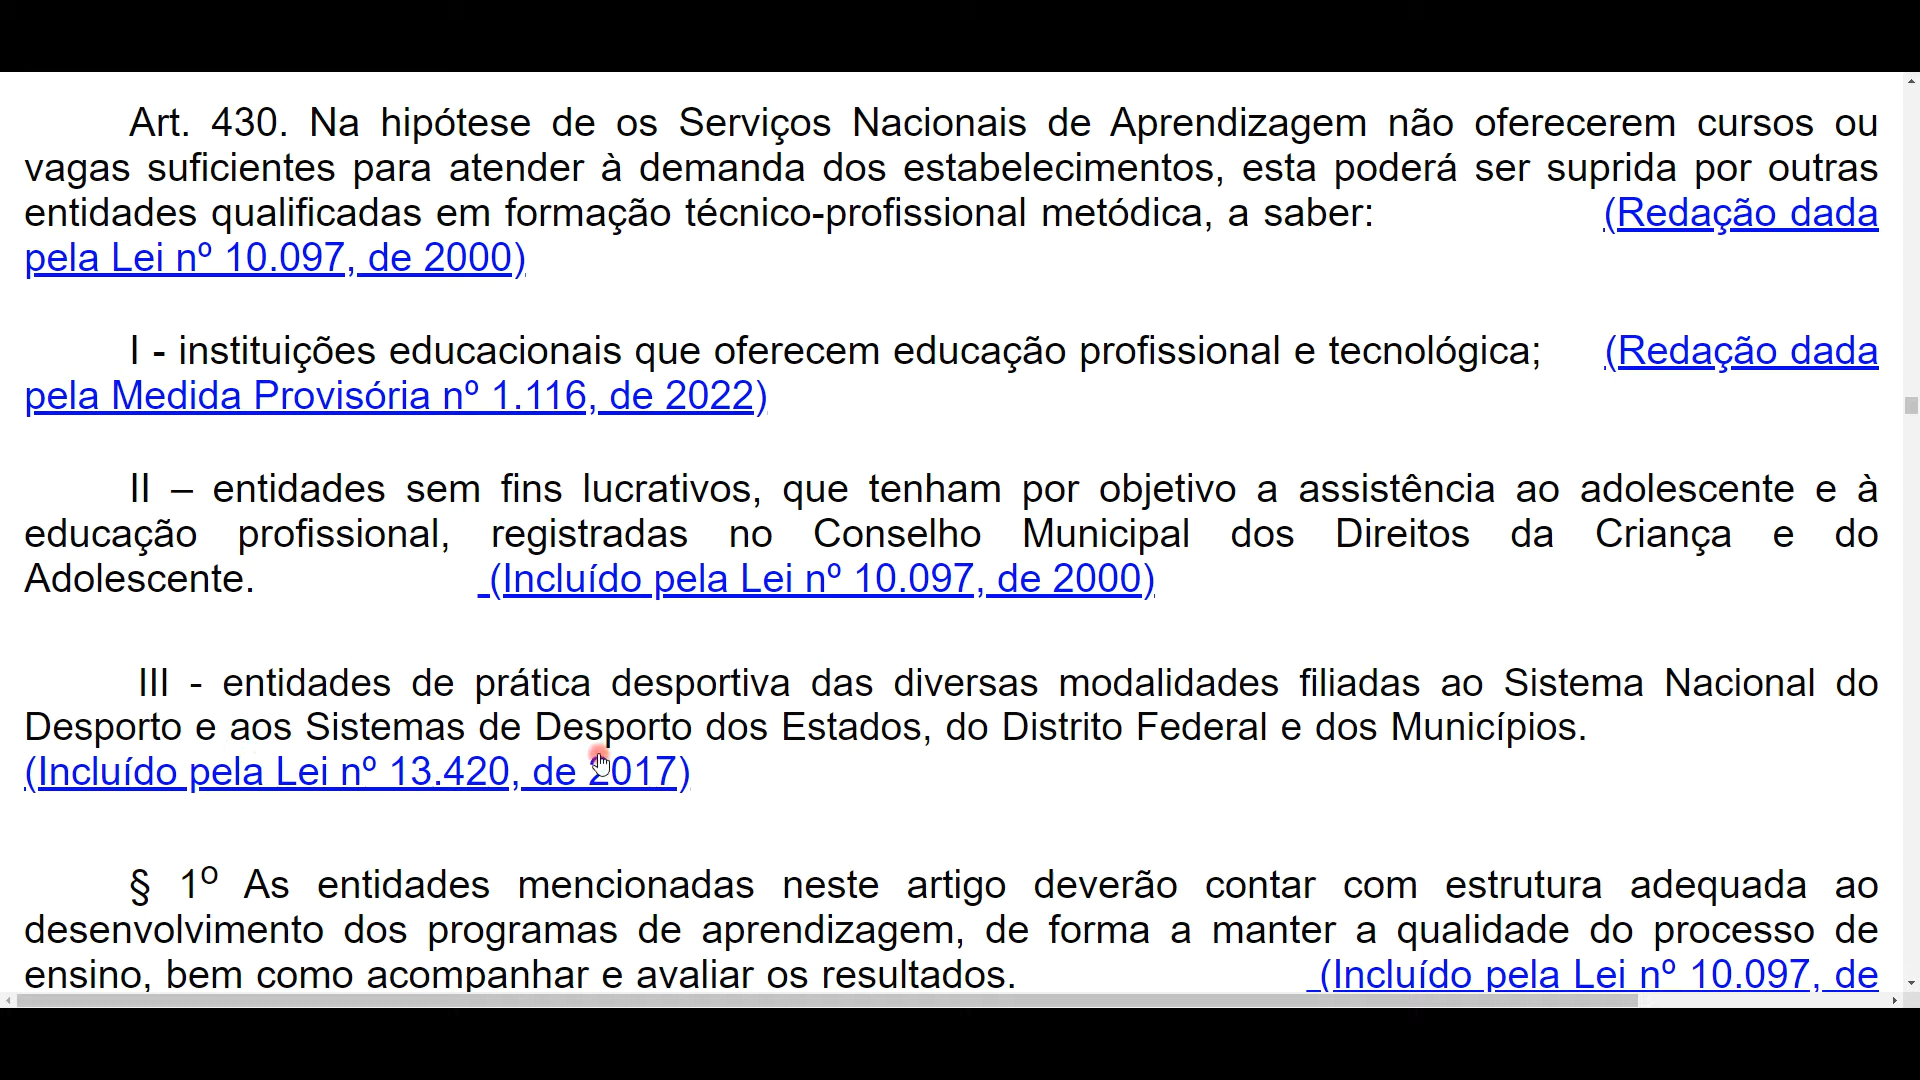 Art. 430. Na hipótese de os Serviços Nacionais de Aprendizagem não oferecerem cursos ou
vagas suficientes para atender à demanda dos estabelecimentos, esta poderá ser suprida por outras
entidades qualificadas em formação técnico-profissional metódica, a saber: (Redação dada
pela Lei nº 10.097, de 2000)
I - instituições educacionais que oferecem educação profissional e tecnológica; (Redação dada
pela Medida Provisória nº 1.116, de 2022)
II – entidades sem fins lucrativos, que tenham por objetivo a assistência ao adolescente e à
educação profissional, registradas no Conselho Municipal dos Direitos da Criança e do
Adolescente. (Incluído pela Lei nº 10.097, de 2000)
III - entidades de prática desportiva das diversas modalidades filiadas ao Sistema Nacional do
Desporto e aos Sistemas de Desporto dos Estados, do Distrito Federal e dos Municípios.
(Incluído pela Lei nº 13.420, de 2017)
§ 1º As entidades mencionadas neste artigo deverão contar com estrutura adequada ao
desenvolvimento dos programas de aprendizagem, de forma a manter a qualidade do processo de
ensino, bem como acompanhar e avaliar os resultados. (Incluído pela Lei nº 10.097, de